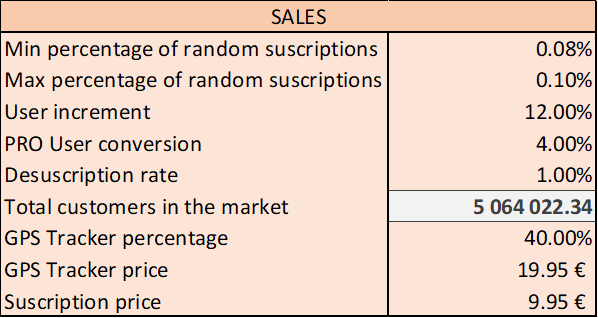 SALES
Min percentage of random suscriptions 0.08%
Max percentage of random suscriptions 0.10%
User increment 12.00%
PRO User conversion 4.00%
Desuscription rate 1.00%
Total customers in the market 5 064 022.34
GPS Tracker percentage 40.00%
GPS Tracker price 19.95 €
Suscription price 9.95 €